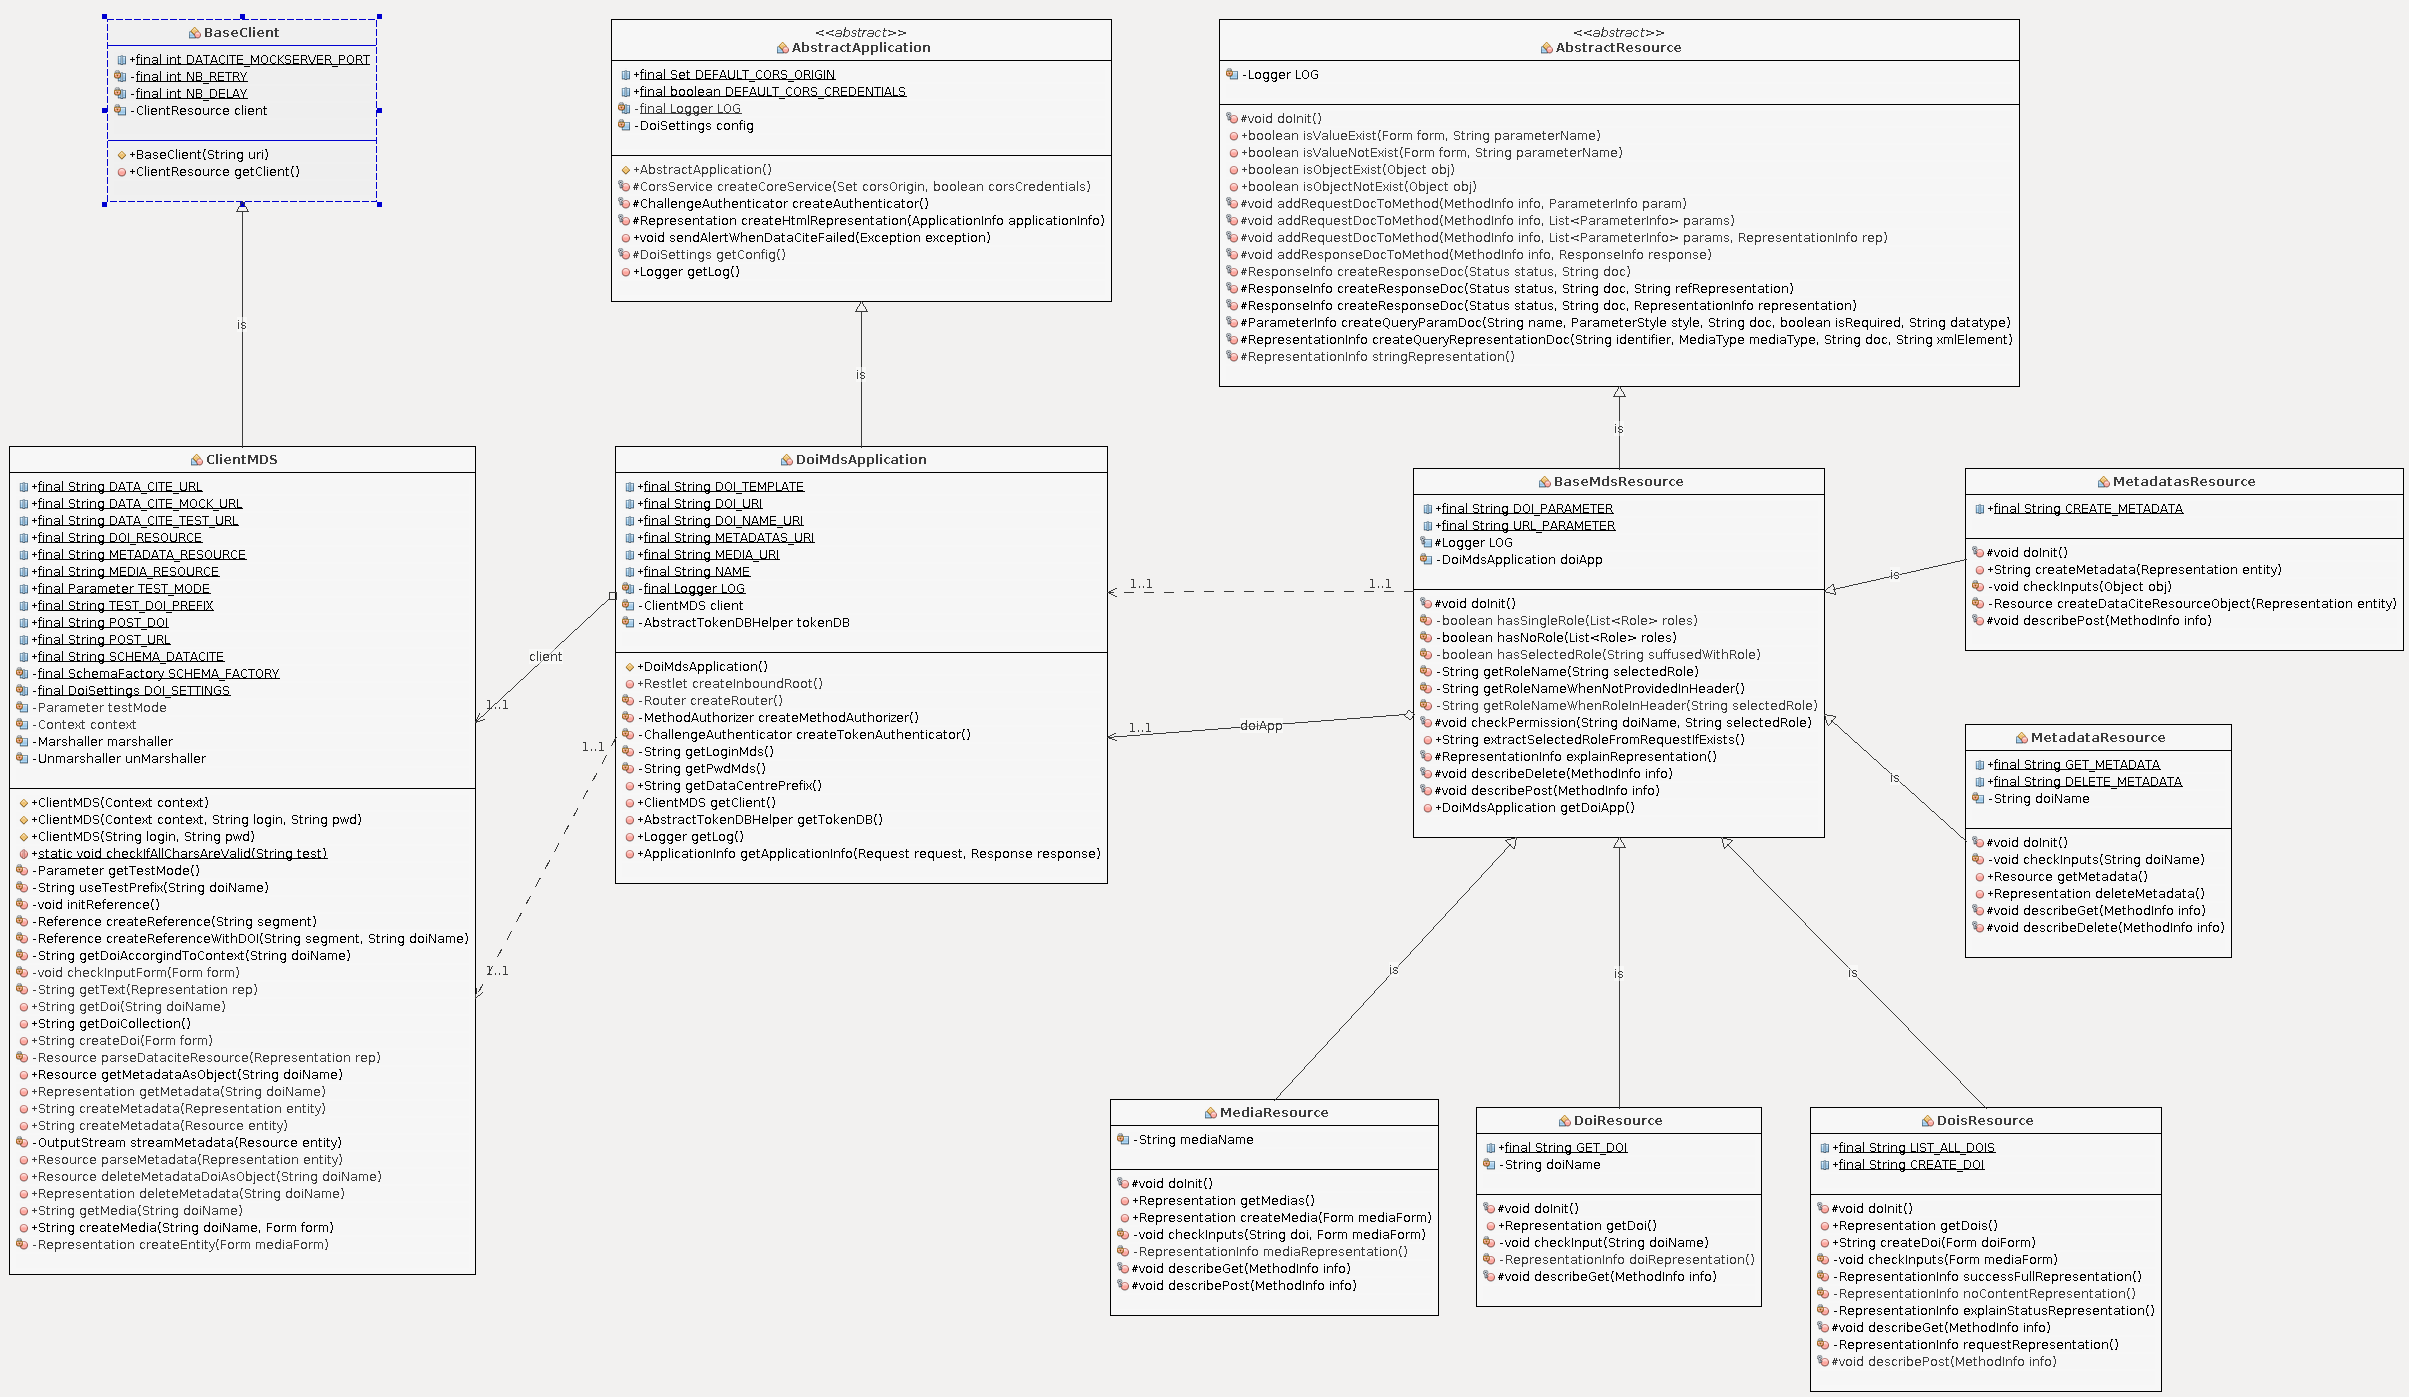 BaseClient
+final int DATACITE_MOCKSERVER_PORT
-final int NB_RETRY
-final int NB_DELAY
-ClientResource client
+BaseClient(String uri)
+ClientResource getClient()
<<abstract>>
AbstractApplication
+final Set DEFAULT_CORS_ORIGIN
+final boolean DEFAULT_CORS_CREDENTIALS
-final Logger LOG
-DoiSettings config
+AbstractApplication()
#CorsService createCoreService(Set corsOrigin, boolean corsCredentials)
#ChallengeAuthenticator createAuthenticator()
#Representation createHtmlRepresentation(ApplicationInfo applicationInfo)
+void sendAlertWhenDataCiteFailed(Exception exception)
#DoiSettings getConfig()
+Logger getLog()
<<abstract>>
AbstractResource
-Logger LOG
#void doInit()
+boolean isValueExist(Form form, String parameterName)
+boolean isValueNotExist(Form form, String parameterName)
+boolean isObjectExist(Object obj)
+boolean isObjectNotExist(Object obj)
#void addRequestDocToMethod(MethodInfo info, ParameterInfo param)
#void addRequestDocToMethod(MethodInfo info, List<ParameterInfo> params)
#void addRequestDocToMethod(MethodInfo info, List<ParameterInfo> params, RepresentationInfo rep)
#void addResponseDocToMethod(MethodInfo info, ResponseInfo response)
#ResponseInfo createResponseDoc(Status status, String doc)
#ResponseInfo createResponseDoc(Status status, String doc, String refRepresentation)
#ResponseInfo createResponseDoc(Status status, String doc, RepresentationInfo representation)
#ParameterInfo createQueryParamDoc(String name, ParameterStyle style, String doc, boolean isRequired, String datatype)
#RepresentationInfo createQueryRepresentationDoc(String identifier, MediaType mediaType, String doc, String xmlElement)
#RepresentationInfo stringRepresentation()
is
is
is
ClientMDS
+final String DATA_CITE_URL
+final String DATA_CITE_MOCK_URL
+final String DATA_CITE_TEST_URL
+final String DOI_RESOURCE
+final String METADATA_RESOURCE
+final String MEDIA_RESOURCE
+final Parameter TEST_MODE
+final String TEST_DOI_PREFIX
+final String POST_DOI
+final String POST_URL
+final String SCHEMA_DATACITE
-final SchemaFactory SCHEMA_FACTORY
-final DoiSettings DOI_SETTINGS
-Parameter testMode
-Context context
-Marshaller marshaller
-Unmarshaller unMarshaller
+ClientMDS(Context context)
+ClientMDS(Context context, String login, String pwd)
+ClientMDS(String login, String pwd)
+static void checkIfAllCharsAreValid(String test)
-Parameter getTestMode()
-String useTestPrefix(String doiName)
-void initReference()
-Reference createReference(String segment)
-Reference createReferenceWithDOI(String segment, String doiName)
-String getDoiAccorgindToContext(String doiName)
-void checkInputForm(Form form)
-String getText(Representation rep)
+String getDoi(String doiName)
+String getDoiCollection()
+String createDoi(Form form)
-Resource parseDataciteResource(Representation rep)
+Resource getMetadataAsObject(String doiName)
+Representation getMetadata(String doiName)
+String createMetadata(Representation entity)
+String createMetadata(Resource entity)
-OutputStream streamMetadata(Resource entity)
+Resource parseMetadata(Representation entity)
+Resource deleteMetadataDoiAsObject(String doiName)
+Representation deleteMetadata(String doiName)
+String getMedia(String doiName)
+String createMedia(String doiName, Form form)
-Representation createEntity(Form mediaForm)
client
1..1
1..1
1..1
DoiMdsApplication
+final String DOI_TEMPLATE
+final String DOI_URI
+final String DOI_NAME_URI
+final String METADATAS_URI
+final String MEDIA_URI
+final String NAME
-final Logger LOG
-ClientMDS client
-AbstractTokenDBHelper tokenDB
+DoiMdsApplication()
+Restlet createInboundRoot()
-Router createRouter()
-MethodAuthorizer createMethodAuthorizer()
-ChallengeAuthenticator createTokenAuthenticator()
-String getLoginMds()
-String getPwdMds()
+String getDataCentrePrefix()
+ClientMDS getClient()
+AbstractTokenDBHelper getTokenDB()
+Logger getLog()
+ApplicationInfo getApplicationInfo(Request request, Response response)
1..1
1..1
1..1
doiApp
BaseMdsResource
+final String DOI_PARAMETER
+final String URL_PARAMETER
#Logger LOG
-DoiMdsApplication doiApp
#void doInit()
-boolean hasSingleRole(List<Role> roles)
-boolean hasNoRole(List<Role> roles)
-boolean hasSelectedRole(String suffusedWithRole)
-String getRoleName(String selectedRole)
-String getRoleNameWhenNotProvidedInHeader()
-String getRoleNameWhenRoleInHeader(String selectedRole)
#void checkPermission(String doiName, String selectedRole)
+String extractSelectedRoleFromRequestIfExists()
#RepresentationInfo explainRepresentation()
#void describeDelete(MethodInfo info)
#void describePost(MethodInfo info)
+DoiMdsApplication getDoiApp()
is
MetadatasResource
+final String CREATE_METADATA
#void doInit()
+String createMetadata(Representation entity)
-void checkInputs(Object obj)
-Resource createDataCiteResourceObject(Representation entity)
#void describePost(MethodInfo info)
is
MetadataResource
+final String GET_METADATA
+final String DELETE_METADATA
-String doiName
#void doInit()
-void checkInputs(String doiName)
+Resource getMetadata()
+Representation deleteMetadata()
#void describeGet(MethodInfo info)
#void describeDelete(MethodInfo info)
is
is
is
MediaResource
-String mediaName
#void doInit()
+Representation getMedias()
+Representation createMedia(Form mediaForm)
-void checkInputs(String doi, Form mediaForm)
-RepresentationInfo mediaRepresentation()
#void describeGet(MethodInfo info)
#void describePost(MethodInfo info)
DoiResource
+final String GET_DOI
-String doiName
#void doInit()
+Representation getDoi()
-void checkInput(String doiName)
-RepresentationInfo doiRepresentation()
#void describeGet(MethodInfo info)
DoisResource
+final String LIST_ALL_DOIS
+final String CREATE_DOI
#void doInit()
+Representation getDois()
+String createDoi(Form doiForm)
-void checkInputs(Form mediaForm)
-RepresentationInfo successFullRepresentation()
-RepresentationInfo noContentRepresentation()
-RepresentationInfo explainStatusRepresentation()
#void describeGet(MethodInfo info)
-RepresentationInfo requestRepresentation()
#void describePost(MethodInfo info)